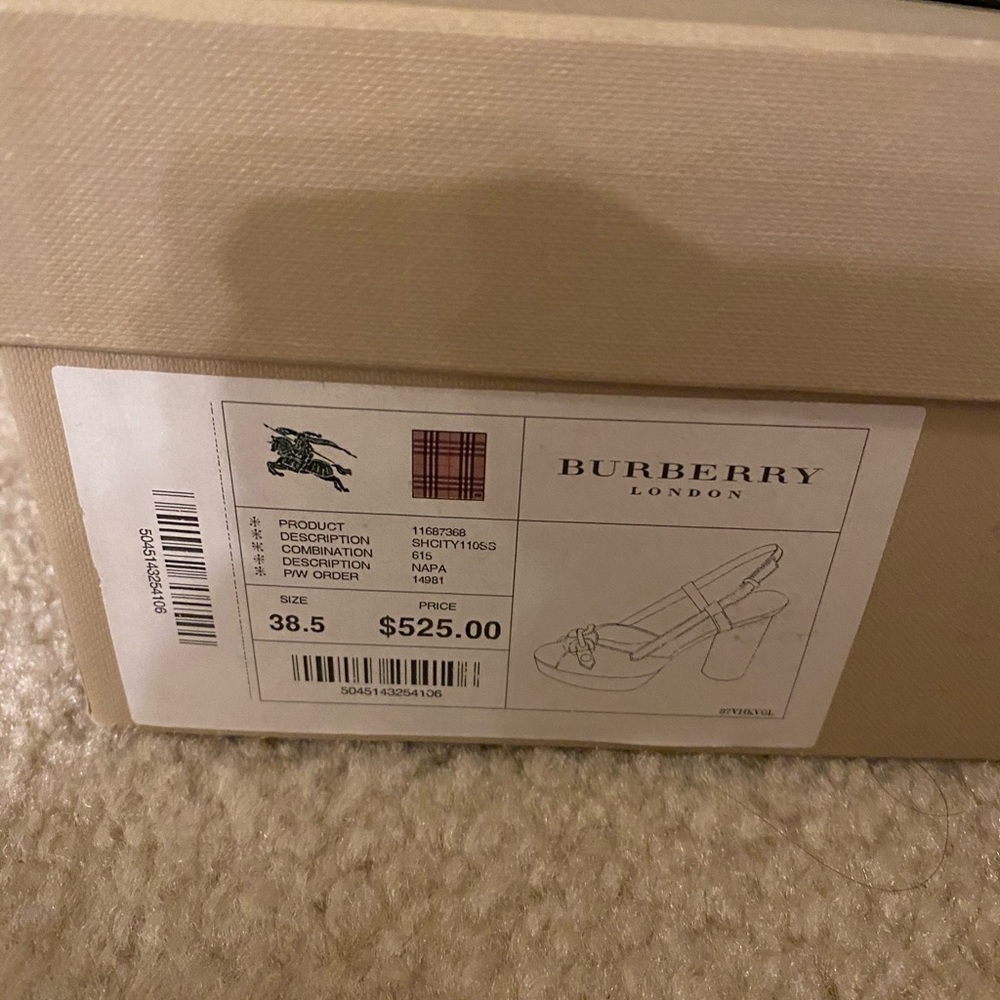 5045143254106
BURBERRY
LONDON
* PRODUCT 11687368
* DESCRIPTION SHCITY110SS
* COMBINATION 615
* DESCRIPTION NAPA
* P/W ORDER 14981
SIZE PRICE
38.5 $525.00
5045143254106